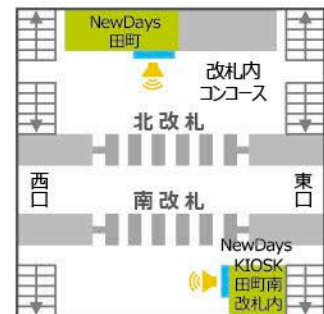 NewDays
田町
改札内
コンコース
北改札
西口
東口
南改札
NewDays
KIOSK
田町南
改札内